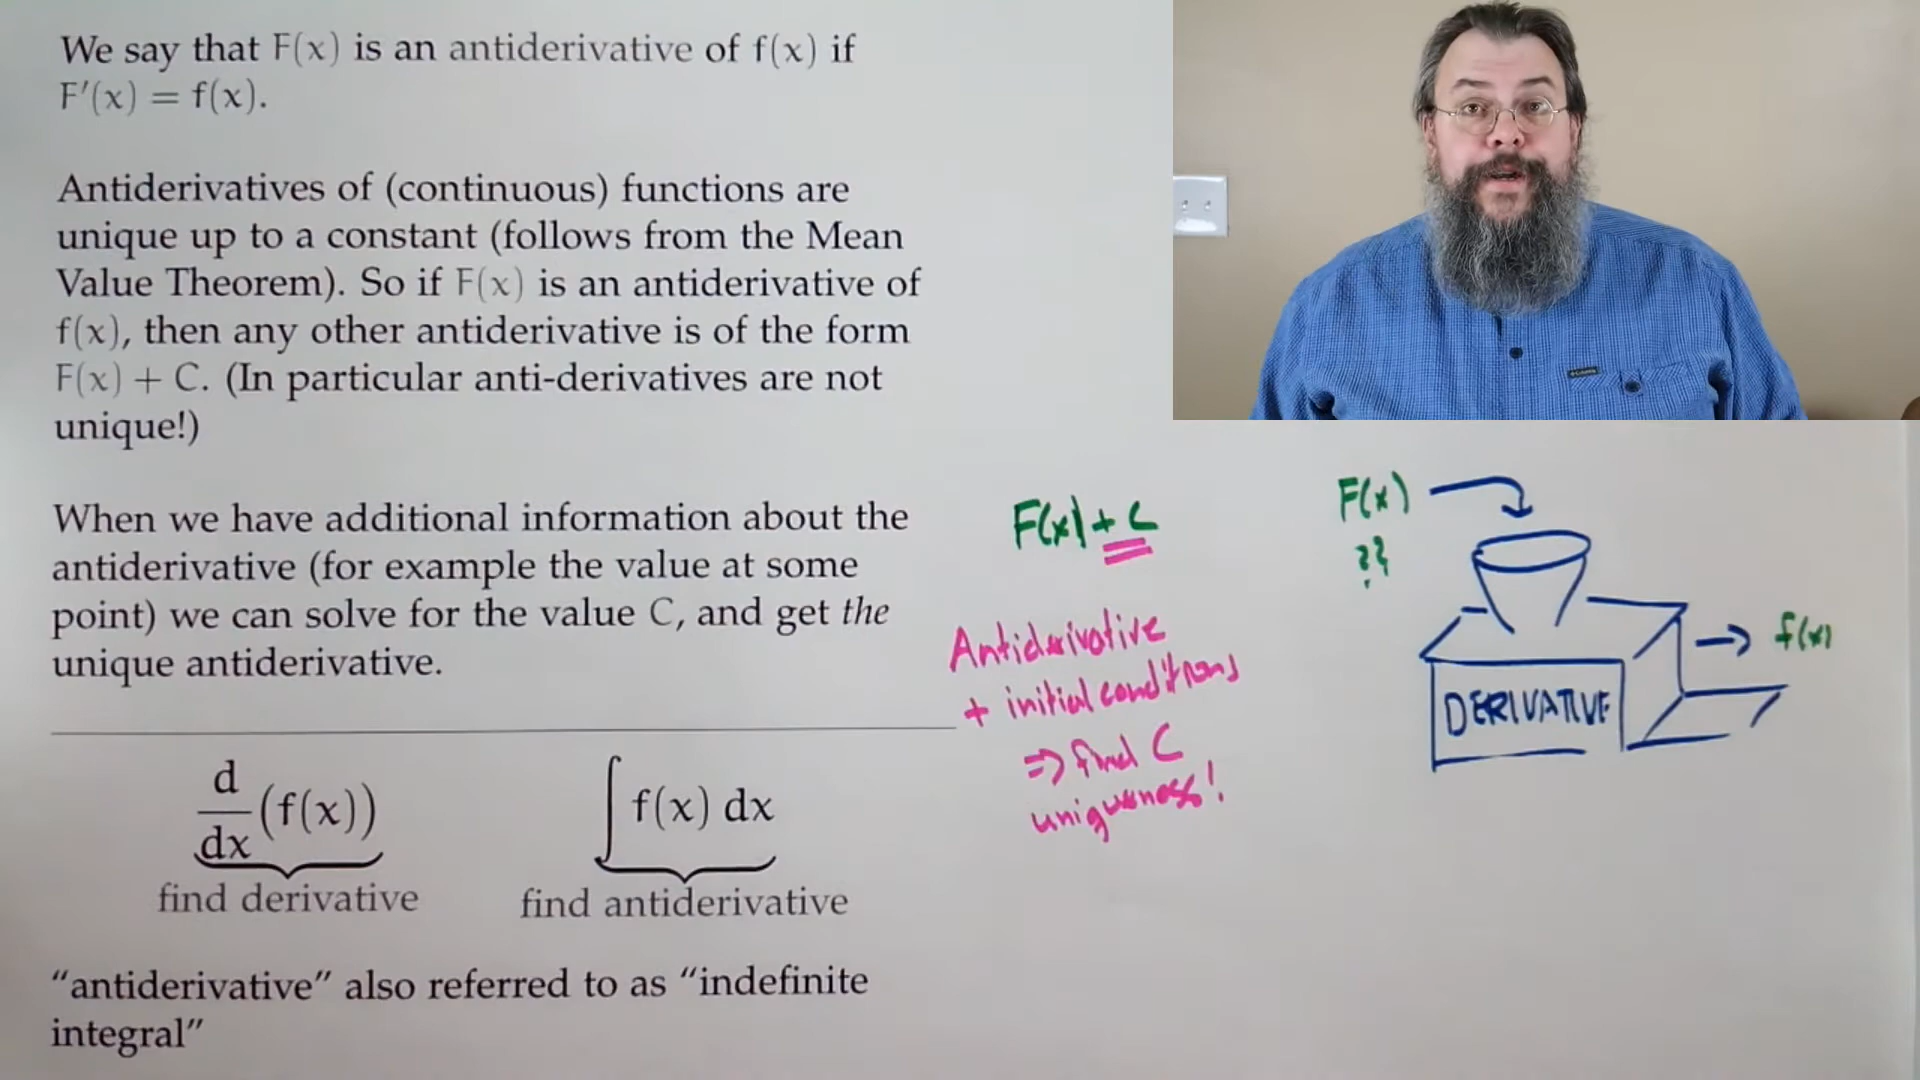 We say that F(x) is an antiderivative of f(x) if
F′(x) = f(x).
Antiderivatives of (continuous) functions are
unique up to a constant (follows from the Mean
Value Theorem). So if F(x) is an antiderivative of
f(x), then any other antiderivative is of the form
F(x) + C. (In particular anti-derivatives are not
unique!)
When we have additional information about the
antiderivative (for example the value at some
point) we can solve for the value C, and get the
unique antiderivative.
d/dx (f(x))
find derivative
∫ f(x) dx
find antiderivative
“antiderivative” also referred to as “indefinite
integral”
F(x) + C
Antiderivative
+ initial conditions
⇒ find C
uniqueness!
F(x)
??
DERIVATIVE
→ f(x)